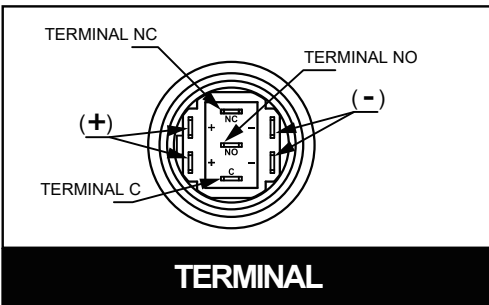 TERMINAL NC
TERMINAL NO
(+)
(-)
NC
+ -
NO
+ -
C
TERMINAL C
TERMINAL